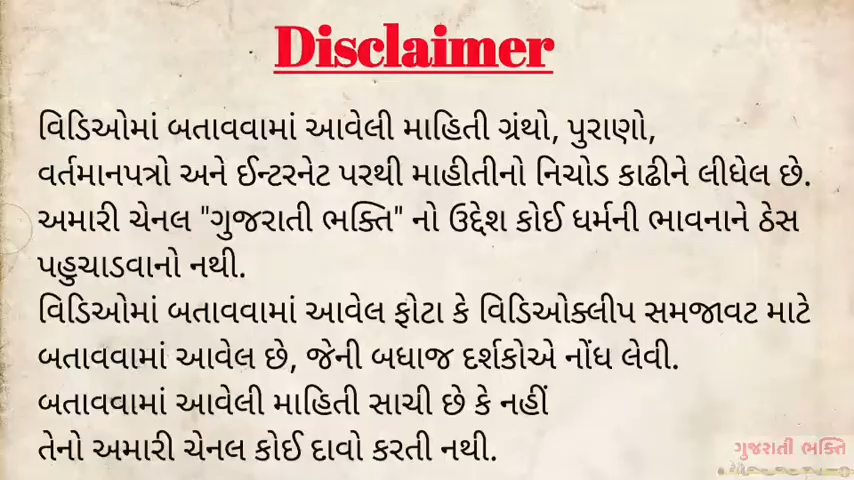 Disclaimer
વિડિઓમાં બતાવવામાં આવેલી માહિતી ગ્રંથો, પુરાણો,
વર્તમાનપત્રો અને ઈન્ટરનેટ પરથી માહીતીનો નિચોડ કાઢીને લીધેલ છે.
અમારી ચેનલ "ગુજરાતી ભક્તિ" નો ઉદ્દેશ કોઈ ધર્મની ભાવનાને ઠેસ
પહુચાડવાનો નથી.
વિડિઓમાં બતાવવામાં આવેલ ફોટા કે વિડિઓક્લીપ સમજાવટ માટે
બતાવવામાં આવેલ છે, જેની બધાજ દર્શકોએ નોંધ લેવી.
બતાવવામાં આવેલી માહિતી સાચી છે કે નહીં
તેનો અમારી ચેનલ કોઈ દાવો કરતી નથી.
ગુજરાતી ભક્તિ